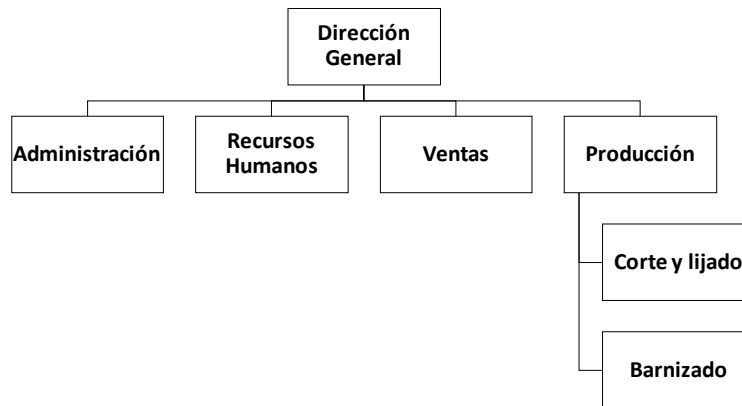 Dirección
General
Administración
Recursos
Humanos
Ventas
Producción
Corte y lijado
Barnizado